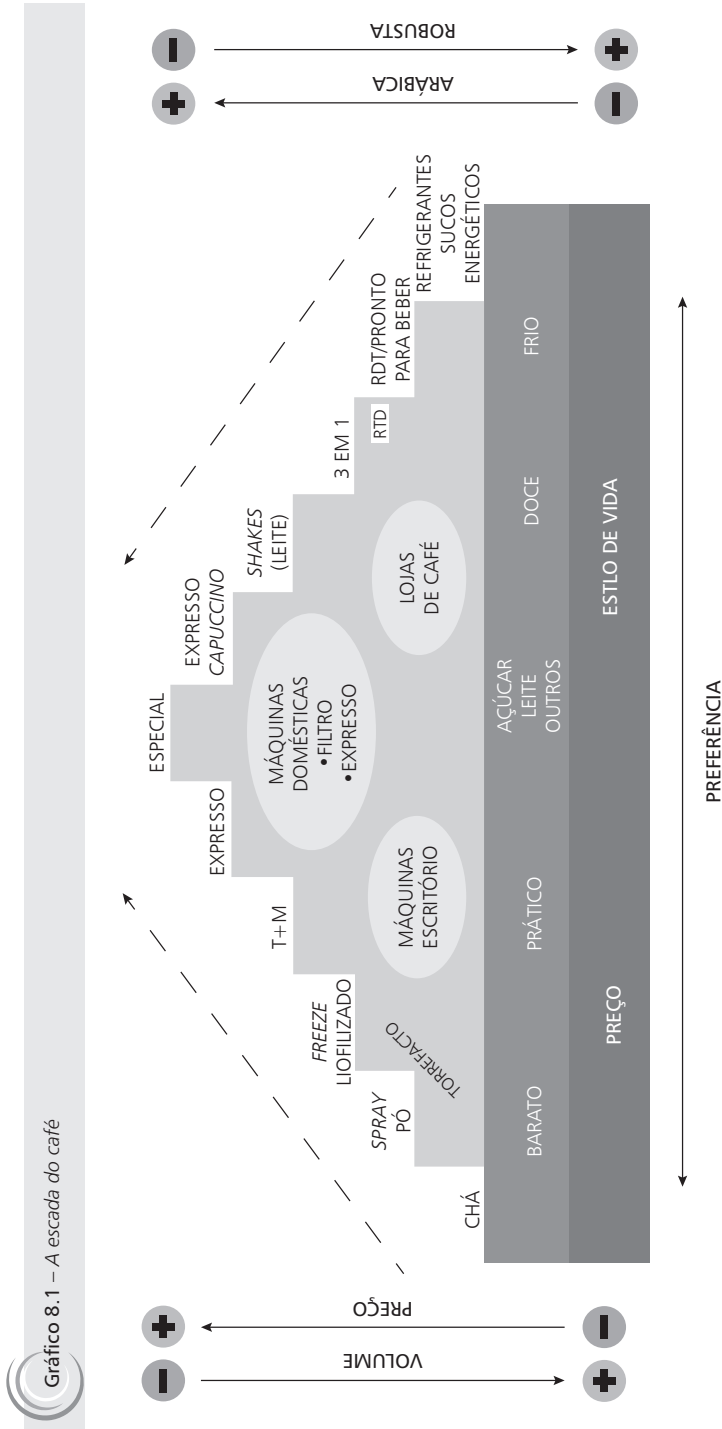 Gráfico 8.1 – A escada do café
VOLUME
PREÇO
CHÁ
SPRAY
PÓ
FREEZE
LIOFILIZADO
T+M
EXPRESSO
ESPECIAL
EXPRESSO
CAPUCCINO
SHAKES
(LEITE)
3 EM 1
RDT/PRONTO
PARA BEBER
REFRIGERANTES
SUCOS
ENERGÉTICOS
TORREFACTO
MÁQUINAS
ESCRITÓRIO
MÁQUINAS
DOMÉSTICAS
• FILTRO
• EXPRESSO
LOJAS
DE CAFÉ
RTD
BARATO
PRÁTICO
AÇÚCAR
LEITE
OUTROS
DOCE
FRIO
PREÇO
ESTLO DE VIDA
PREFERÊNCIA
ARÁBICA
ROBUSTA